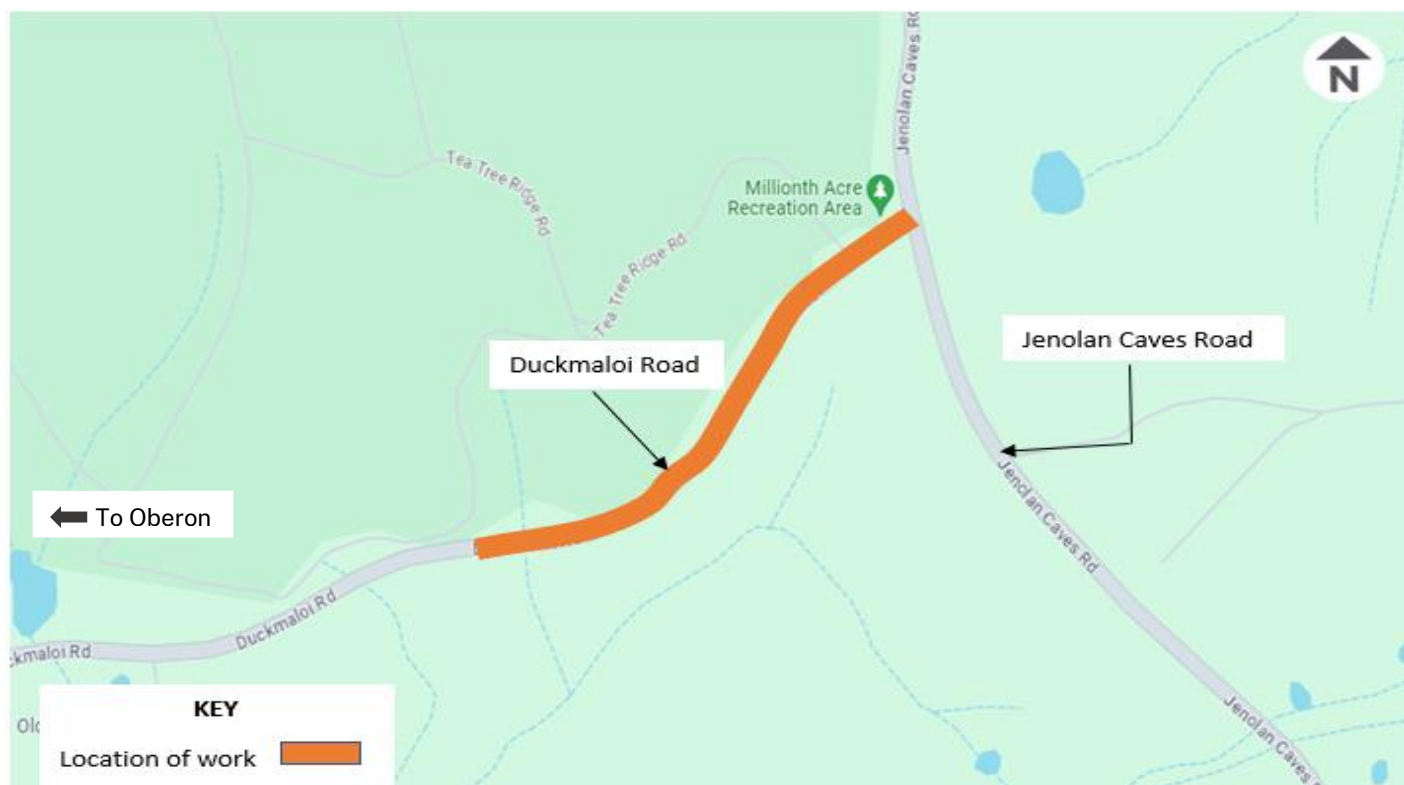 Jenolan Caves Rd
N
Tea Tree Ridge Rd
Millionth Acre
Recreation Area
Tea Tree Ridge Rd
Duckmaloi Road
Jenolan Caves Road
Jenolan Caves Rd
To Oberon
Duckmaloi Rd
ckmaloi Rd
Jenolan Caves
KEY
Location of work